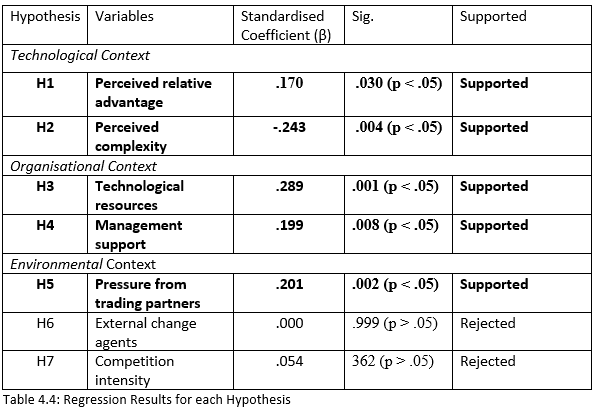 Hypothesis Variables Standardised Sig. Supported
Coefficient (β)
Technological Context
H1 Perceived relative .170 .030 (p < .05) Supported
advantage
H2 Perceived -.243 .004 (p < .05) Supported
complexity
Organisational Context
H3 Technological .289 .001 (p < .05) Supported
resources
H4 Management .199 .008 (p < .05) Supported
support
Environmental Context
H5 Pressure from .201 .002 (p < .05) Supported
trading partners
H6 External change .000 .999 (p > .05) Rejected
agents
H7 Competition .054 362 (p > .05) Rejected
intensity
Table 4.4: Regression Results for each Hypothesis